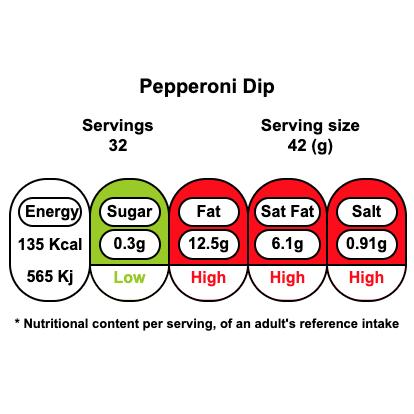 Pepperoni Dip
Servings Serving size
32 42 (g)
Energy Sugar Fat Sat Fat Salt
135 Kcal 0.3g 12.5g 6.1g 0.91g
565 Kj Low High High High
* Nutritional content per serving, of an adult's reference intake